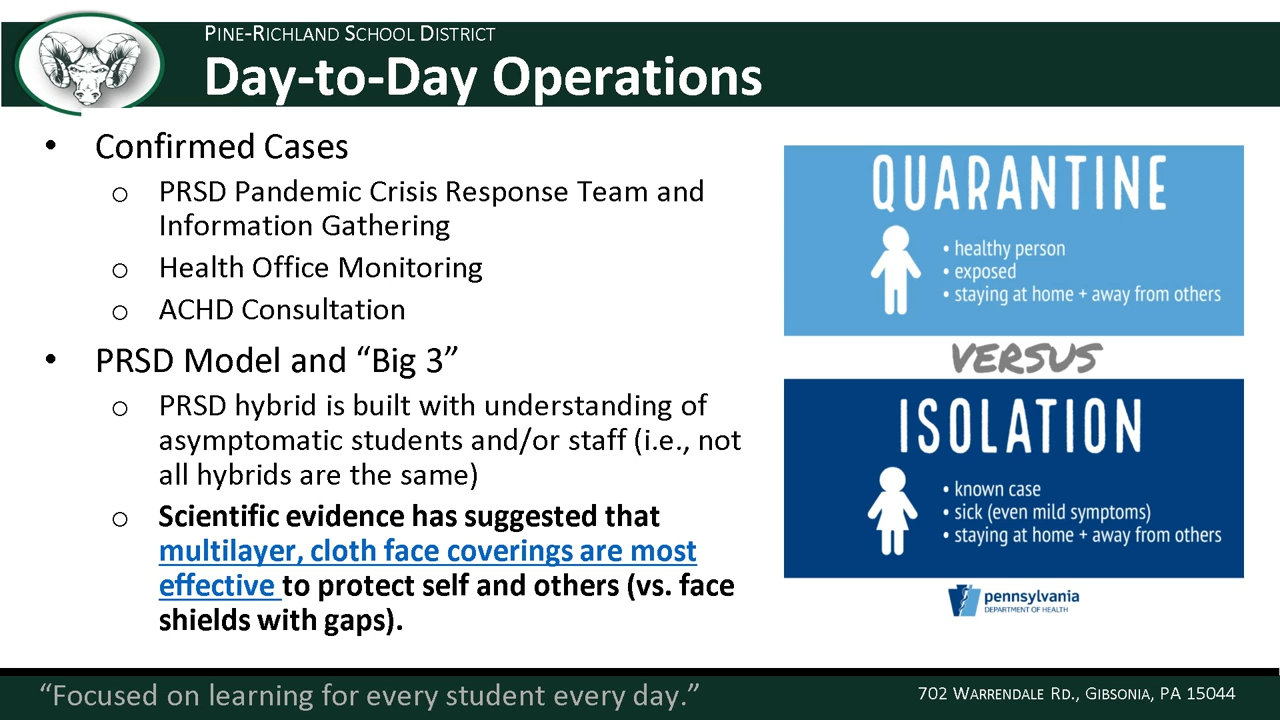 PINE-RICHLAND SCHOOL DISTRICT
Day-to-Day Operations
• Confirmed Cases
o PRSD Pandemic Crisis Response Team and
Information Gathering
o Health Office Monitoring
o ACHD Consultation
• PRSD Model and “Big 3”
o PRSD hybrid is built with understanding of
asymptomatic students and/or staff (i.e., not
all hybrids are the same)
o Scientific evidence has suggested that
multilayer, cloth face coverings are most
effective to protect self and others (vs. face
shields with gaps).
QUARANTINE
• healthy person
• exposed
• staying at home + away from others
VERSUS
ISOLATION
• known case
• sick (even mild symptoms)
• staying at home + away from others
pennsylvania
DEPARTMENT OF HEALTH
“Focused on learning for every student every day.”
702 WARRENDALE RD., GIBSONIA, PA 15044